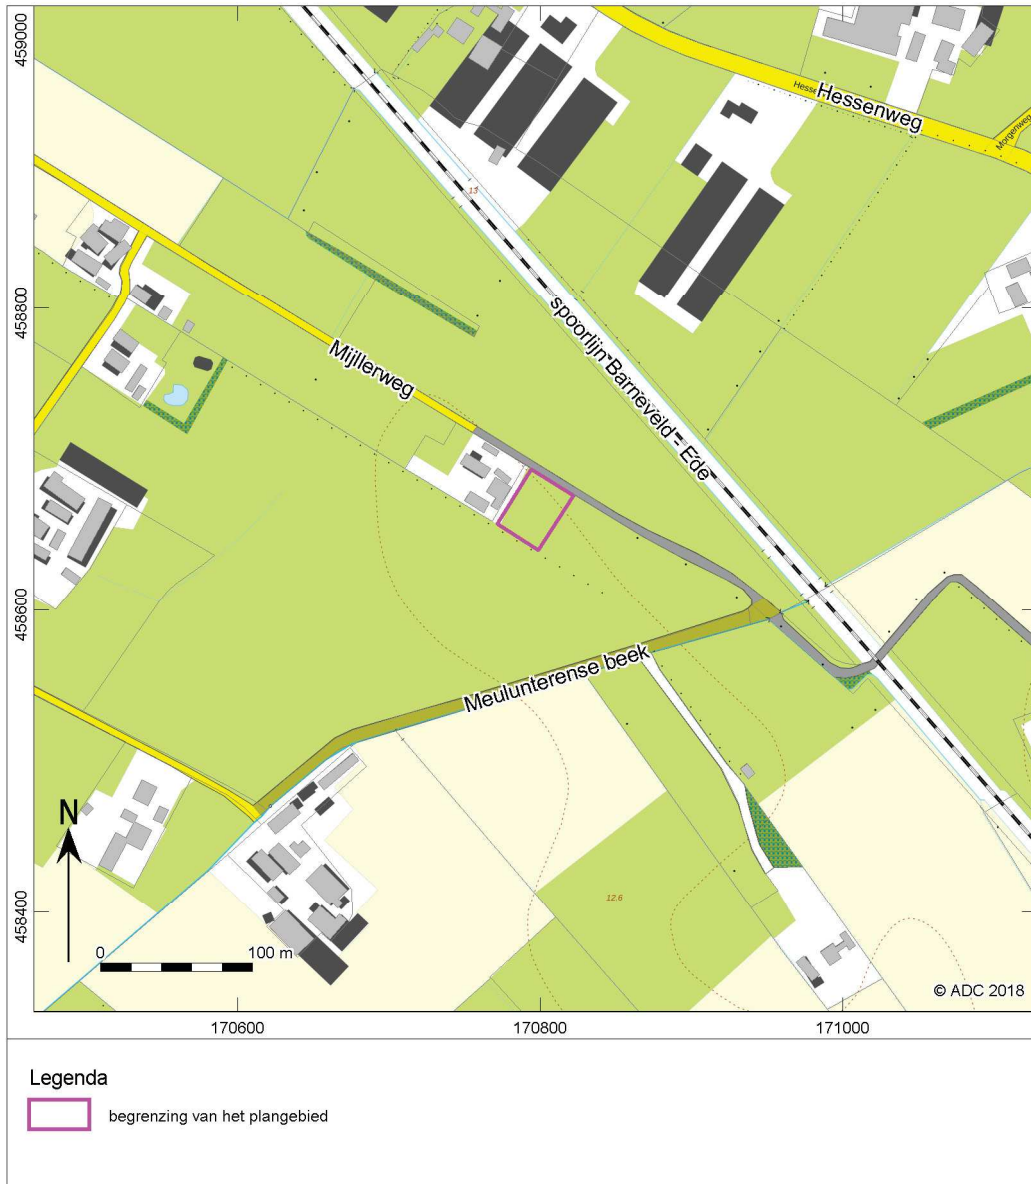 459000
Hessenweg
Morgenweg
13
458800
spoorlijn Barneveld - Ede
Mijllerweg
458600
Meulunterense beek
N
458400
12.6
0 100 m
© ADC 2018
170600 170800 171000
Legenda
begrenzing van het plangebied